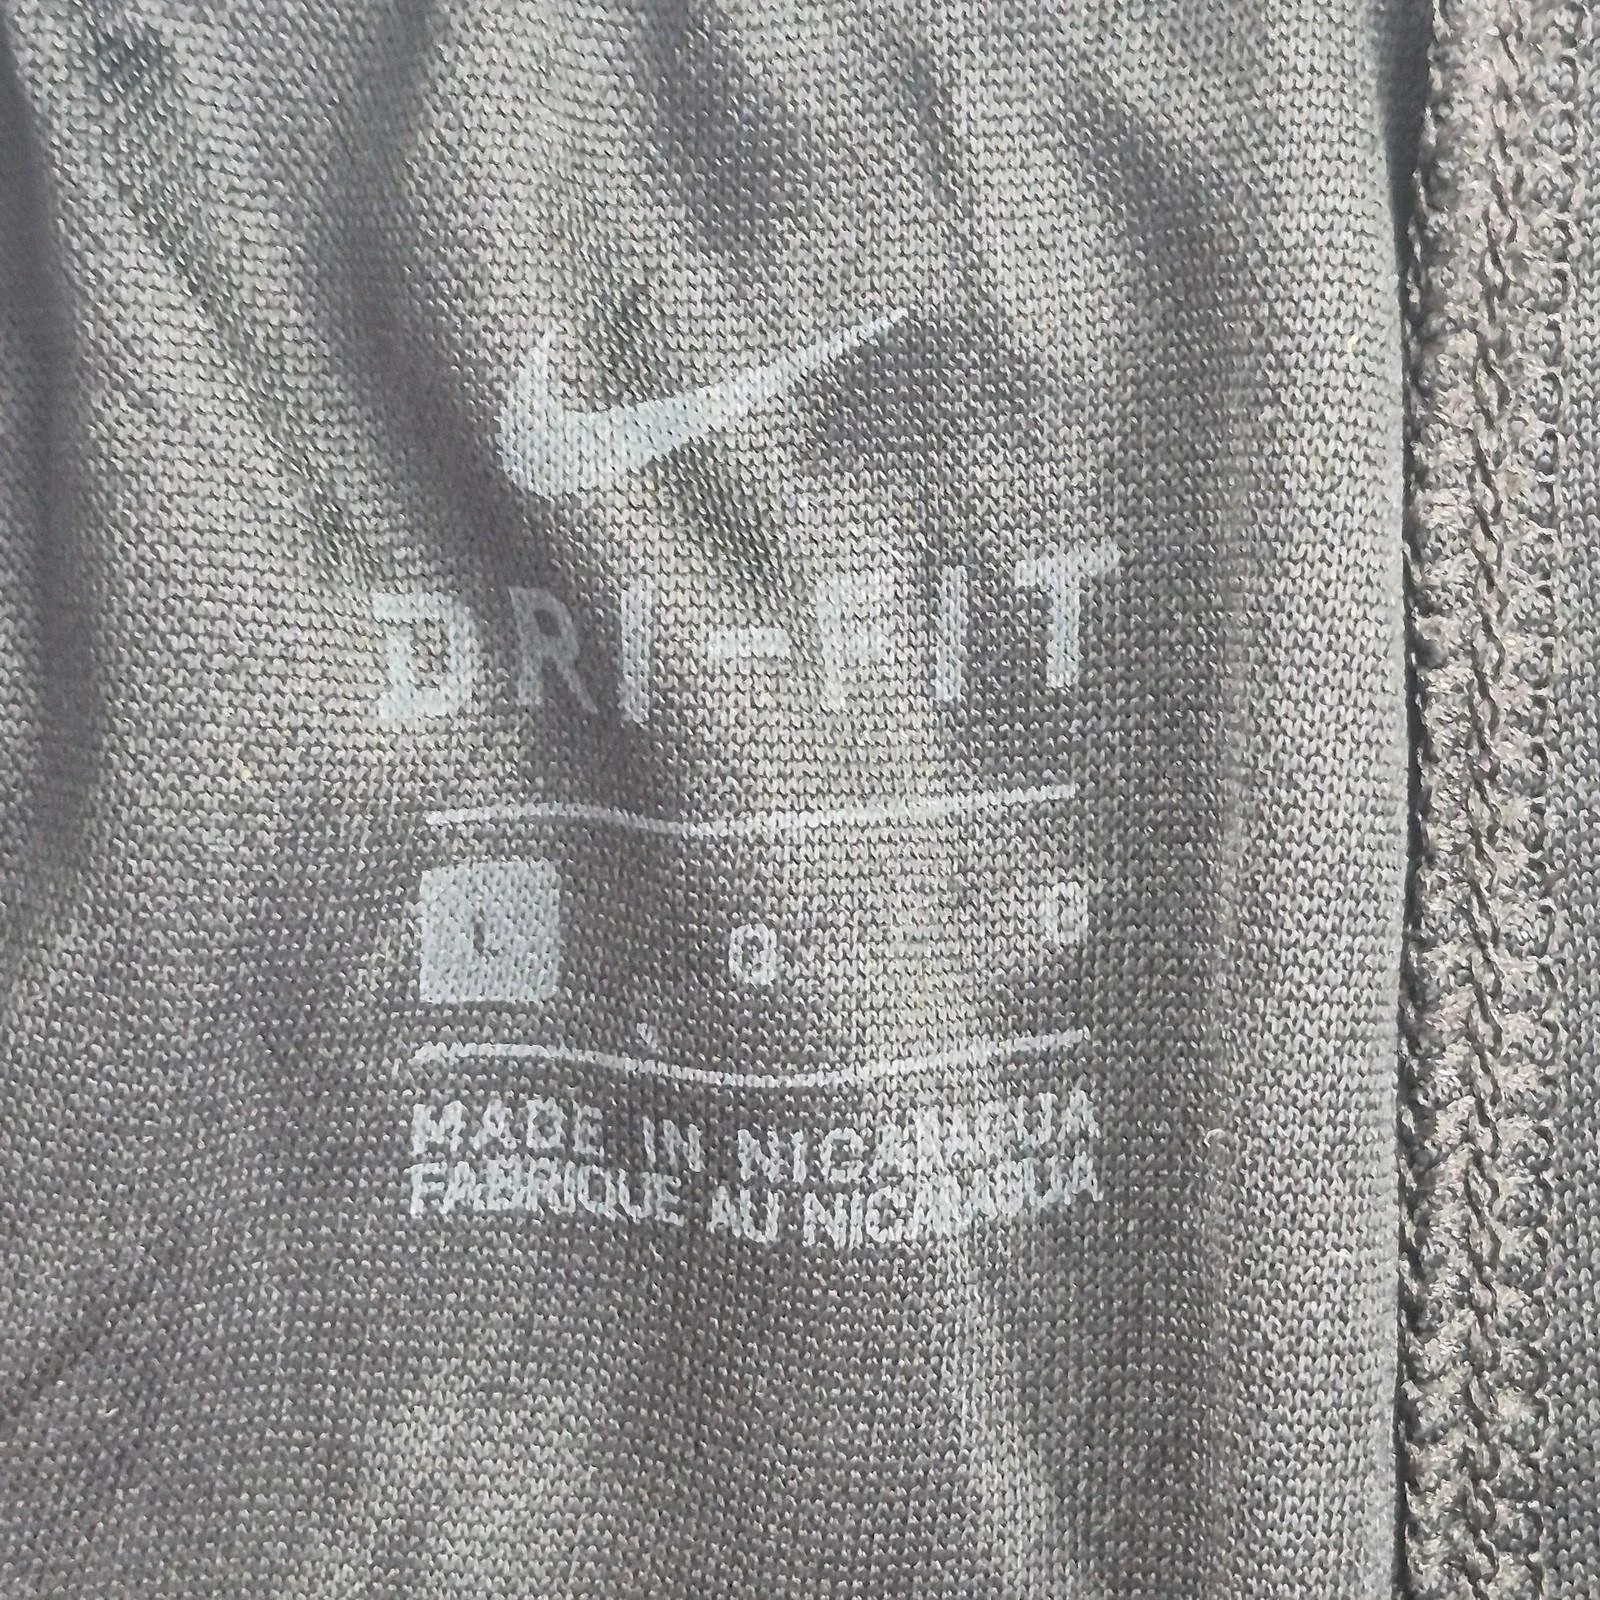 DRI-FIT
L G G
MADE IN NICARAGUA
FABRIQUE AU NICARAGUA